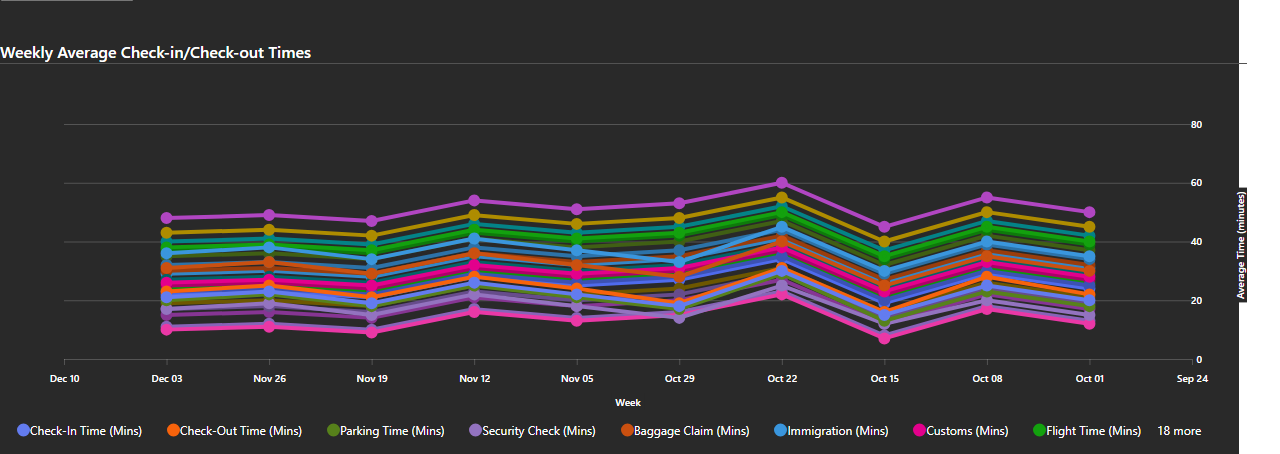 Weekly Average Check-in/Check-out Times
80
60
40
20
0
Average Time (minutes)
Dec 10 Dec 03 Nov 26 Nov 19 Nov 12 Nov 05 Oct 29 Oct 22 Oct 15 Oct 08 Oct 01 Sep 24
Week
Check-In Time (Mins) Check-Out Time (Mins) Parking Time (Mins) Security Check (Mins) Baggage Claim (Mins) Immigration (Mins) Customs (Mins) Flight Time (Mins) 18 more